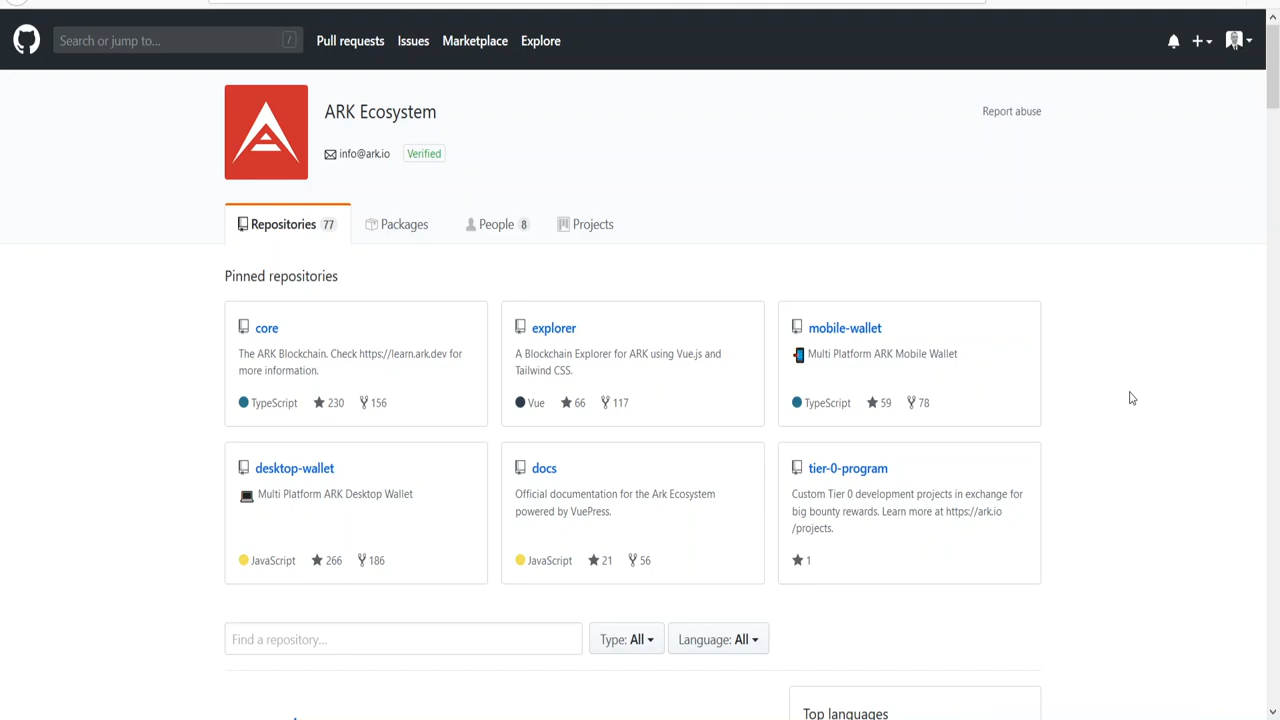 Search or jump to... /
Pull requests Issues Marketplace Explore
ARK Ecosystem
Report abuse
info@ark.io Verified
Repositories 77 Packages People 8 Projects
Pinned repositories
core
The ARK Blockchain. Check https://learn.ark.dev for
more information.
TypeScript 230 156
explorer
A Blockchain Explorer for ARK using Vue.js and
Tailwind CSS.
Vue 66 117
mobile-wallet
Multi Platform ARK Mobile Wallet
TypeScript 59 78
desktop-wallet
Multi Platform ARK Desktop Wallet
JavaScript 266 186
docs
Official documentation for the Ark Ecosystem
powered by VuePress.
JavaScript 21 56
tier-0-program
Custom Tier 0 development projects in exchange for
big bounty rewards. Learn more at https://ark.io
/projects.
1
Find a repository... Type: All Language: All
Top languages